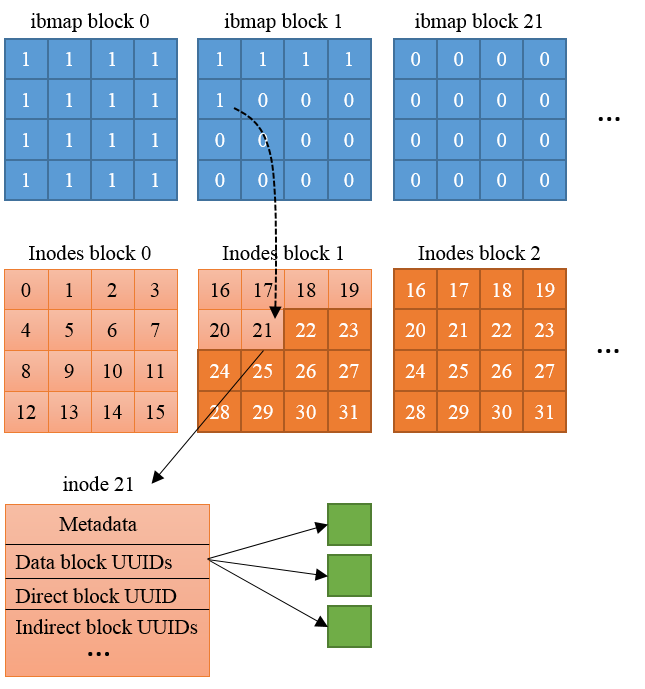 ibmap block 0 ibmap block 1 ibmap block 21
1 1 1 1 1 1 1 1 0 0 0 0
1 1 1 1 1 0 0 0 0 0 0 0
1 1 1 1 0 0 0 0 0 0 0 0
1 1 1 1 0 0 0 0 0 0 0 0
...
Inodes block 0 Inodes block 1 Inodes block 2
0 1 2 3 16 17 18 19 16 17 18 19
4 5 6 7 20 21 22 23 20 21 22 23
8 9 10 11 24 25 26 27 24 25 26 27
12 13 14 15 28 29 30 31 28 29 30 31
...
inode 21
Metadata
Data block UUIDs
Direct block UUID
Indirect block UUIDs
...